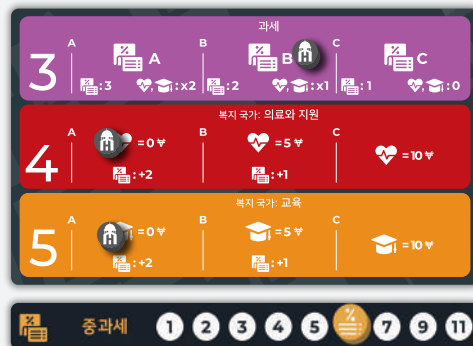 과세
3
A
B
C
% A
% B
% C
% :3 , :x2
% :2 , :x1
% :1 , :0
복지 국가: 의료와 지원
4
A
B
C
=0 ₩
=5 ₩
=10 ₩
% :+2
% :+1
복지 국가: 교육
5
A
B
C
=0 ₩
=5 ₩
=10 ₩
% :+2
% :+1
% 중과세 1 2 3 4 5 % 7 9 11